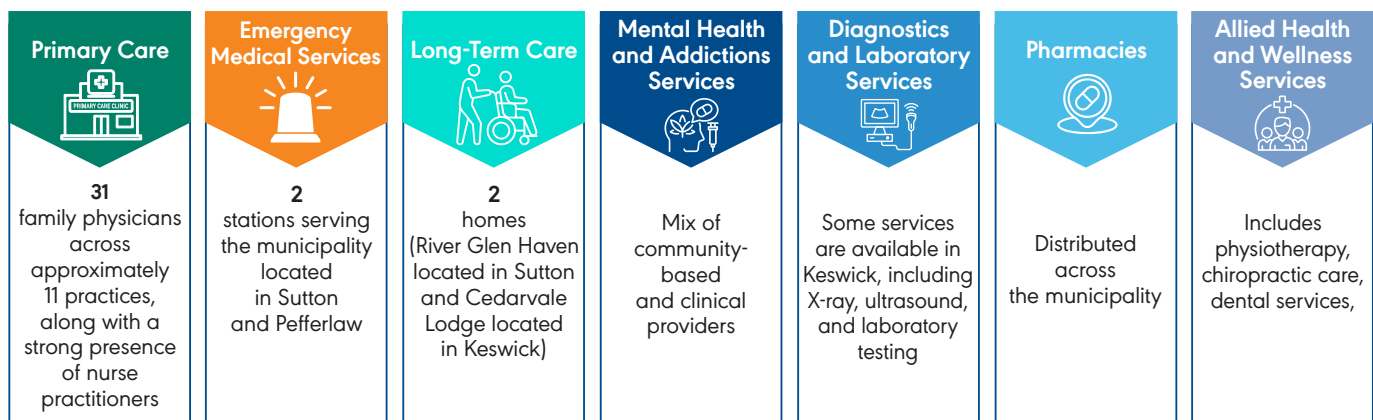 Primary Care
PRIMARY CARE CLINIC
31
family physicians
across
approximately
11 practices,
along with a
strong presence
of nurse
practitioners
Emergency
Medical Services
2
stations serving
the municipality
located
in Sutton
and Pefferlaw
Long-Term Care
2
homes
(River Glen Haven
located in Sutton
and Cedarvale
Lodge located
in Keswick)
Mental Health
and Addictions
Services
Mix of
community-
based
and clinical
providers
Diagnostics
and Laboratory
Services
Some services
are available in
Keswick, including
X-ray, ultrasound,
and laboratory
testing
Pharmacies
Distributed
across
the municipality
Allied Health
and Wellness
Services
Includes
physiotherapy,
chiropractic care,
dental services,